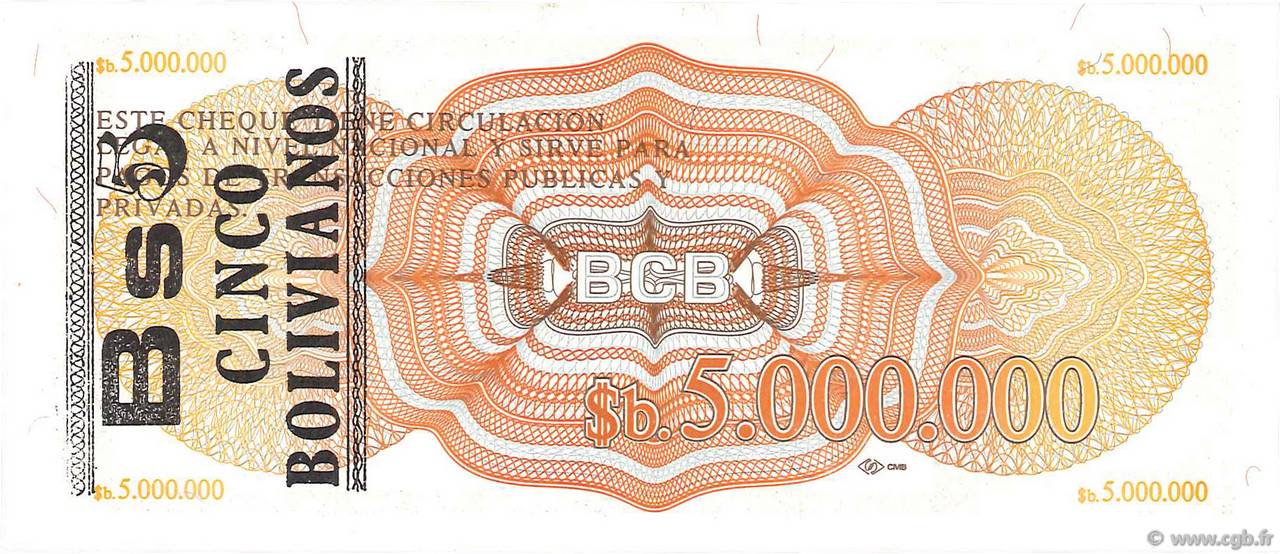 $b.5.000.000
$b.5.000.000
ESTE CHEQUE TIENE CIRCULACION
LEGAL A NIVEL NACIONAL Y SIRVE PARA
PAGOS DE TRANSACCIONES PUBLICAS Y
PRIVADAS.
Bs 5
CINCO
BOLIVIANOS
BCB
$b.5.000.000
CMB
$b.5.000.000
$b.5.000.000
© www.cgb.fr